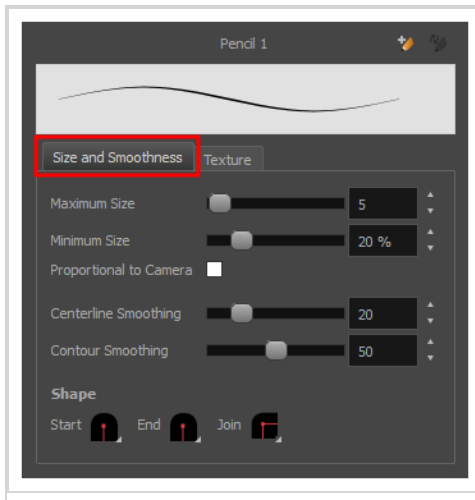 Pencil 1
Size and Smoothness Texture
Maximum Size 5
Minimum Size 20 %
Proportional to Camera
Centerline Smoothing 20
Contour Smoothing 50
Shape
Start End Join